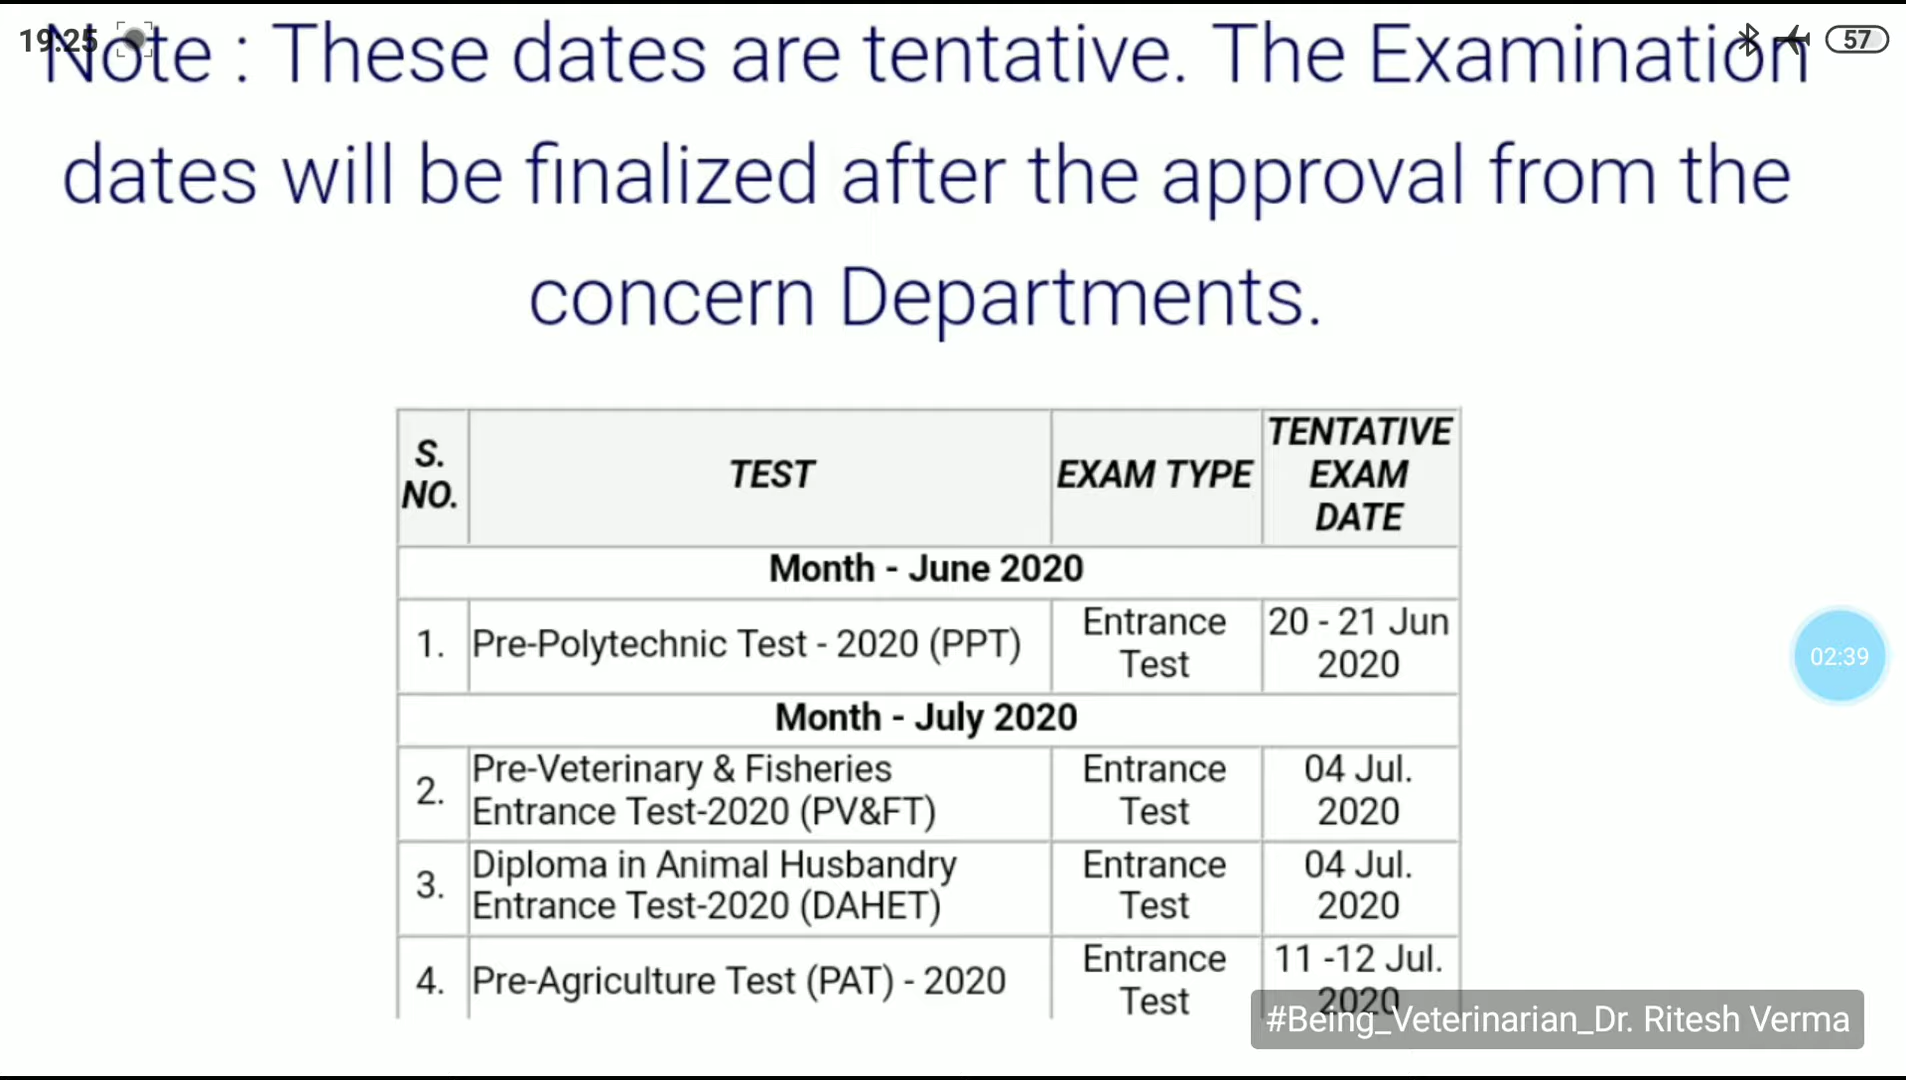 19:25
57
Note : These dates are tentative. The Examination
dates will be finalized after the approval from the
concern Departments.
S. NO. TEST EXAM TYPE TENTATIVE EXAM DATE
Month - June 2020
1. Pre-Polytechnic Test - 2020 (PPT) Entrance Test 20 - 21 Jun 2020
Month - July 2020
2. Pre-Veterinary & Fisheries Entrance Test-2020 (PV&FT) Entrance Test 04 Jul. 2020
3. Diploma in Animal Husbandry Entrance Test-2020 (DAHET) Entrance Test 04 Jul. 2020
4. Pre-Agriculture Test (PAT) - 2020 Entrance Test 11 -12 Jul. 2020
02:39
#Being_Veterinarian_Dr. Ritesh Verma